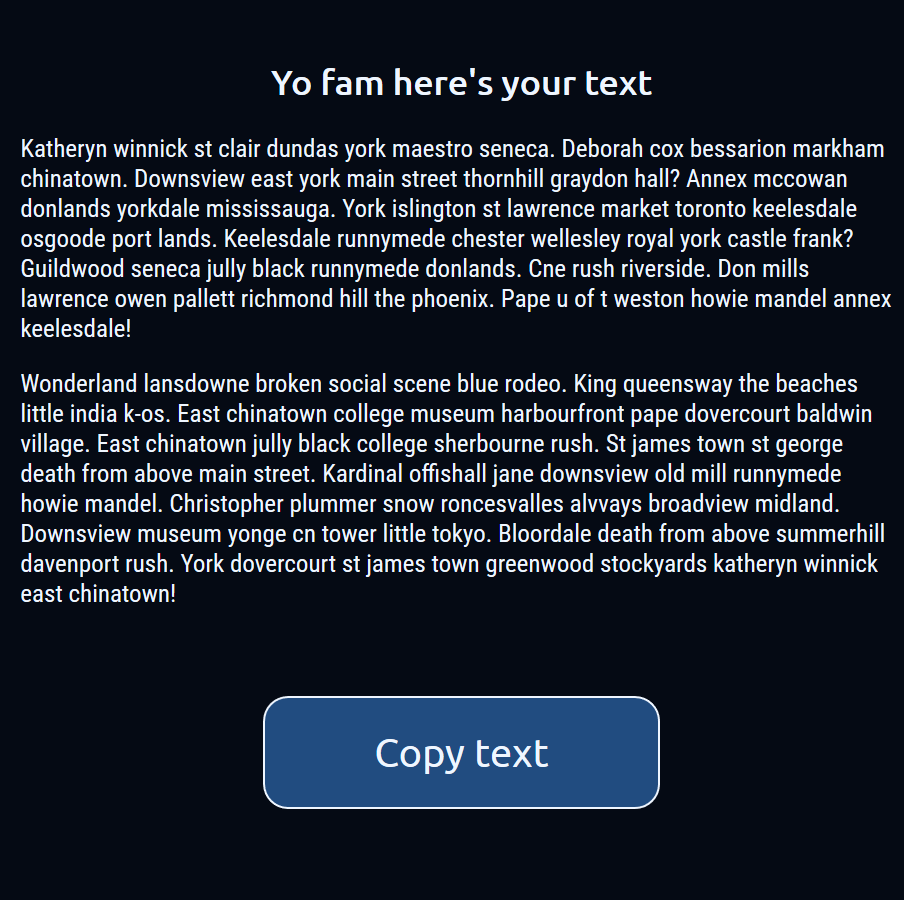 Yo fam here's your text
Katheryn winnick st clair dundas york maestro seneca. Deborah cox bessarion markham
chinatown. Downsview east york main street thornhill graydon hall? Annex mccowan
donlands yorkdale mississauga. York islington st lawrence market toronto keelesdale
osgoode port lands. Keelesdale runnymede chester wellesley royal york castle frank?
Guildwood seneca jully black runnymede donlands. Cne rush riverside. Don mills
lawrence owen pallett richmond hill the phoenix. Pape u of t weston howie mandel annex
keelesdale!
Wonderland lansdowne broken social scene blue rodeo. King queensway the beaches
little india k-os. East chinatown college museum harbourfront pape dovercourt baldwin
village. East chinatown jully black college sherbourne rush. St james town st george
death from above main street. Kardinal offishall jane downsview old mill runnymede
howie mandel. Christopher plummer snow roncesvalles alvvays broadview midland.
Downsview museum yonge cn tower little tokyo. Bloordale death from above summerhill
davenport rush. York dovercourt st james town greenwood stockyards katheryn winnick
east chinatown!
Copy text